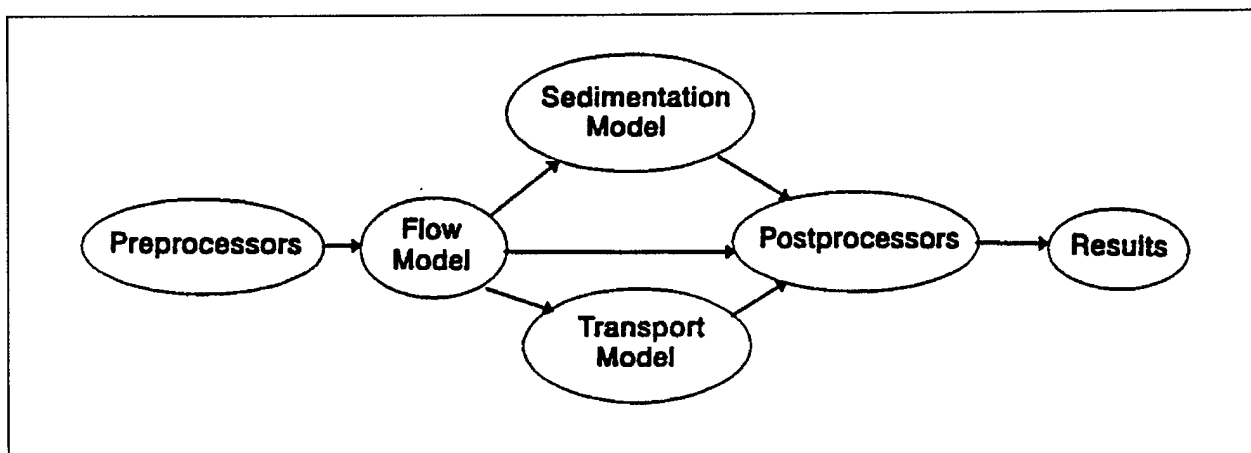 Sedimentation
Model
Preprocessors
Flow
Model
Postprocessors
Results
Transport
Model